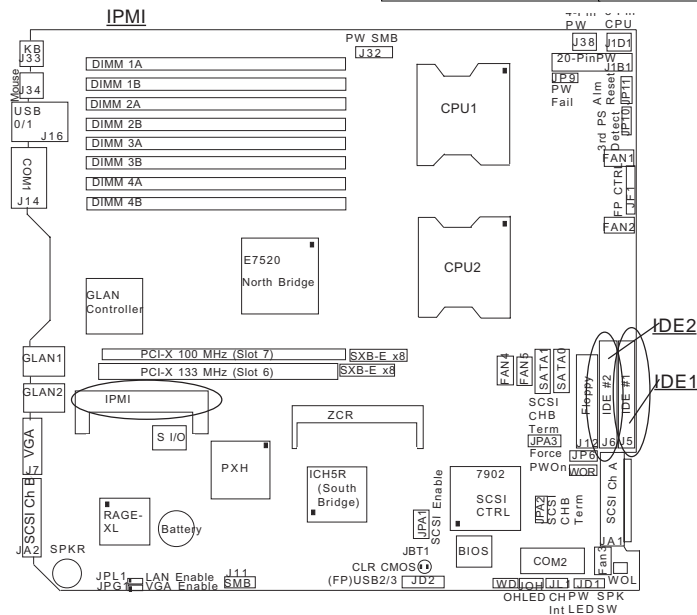 IPMI
4-Pin
PW
CPU
KB
J33
Mouse
J34
USB
0/1
J16
COM1
J14
PW SMB
J32
J38
J1D1
20-PinPW
J1B1
JP9
PW
Fail
3rd PS Alm
Detect Reset
JP11
JP10
DIMM 1A
DIMM 1B
DIMM 2A
DIMM 2B
DIMM 3A
DIMM 3B
DIMM 4A
DIMM 4B
CPU1
FAN1
FP CTRL
JF1
FAN2
CPU2
E7520
North Bridge
GLAN
Controller
IDE2
IDE1
GLAN1
GLAN2
PCI-X 100 MHz (Slot 7)
SXB-E x8
PCI-X 133 MHz (Slot 6)
SXB-E x8
FAN4
FAN5
SATA1
SATA0
Floppy
J12
IDE #2
J6
IDE #1
J5
IPMI
ZCR
SCSI
CHB
Term
JPA3
Force
PWOn
JP6
WOR
VGA
J7
SCSI Ch B
JA2
S I/O
PXH
ICH5R
(South
Bridge)
RAGE-
XL
Battery
SPKR
JPA1
SCSI Enable
7902
SCSI
CTRL
JPA2
SCSI
CHB
Term
SCSI Ch A
JA1
JBT1
CLR CMOS
(FP)USB2/3
JD2
BIOS
COM2
Fan3
WOL
JPL1
LAN Enable
JPG1
VGA Enable
J11
SMB
WD
JOH
JL1
JD1
OHLED
CH
Int
PW
LED
SPK
SW